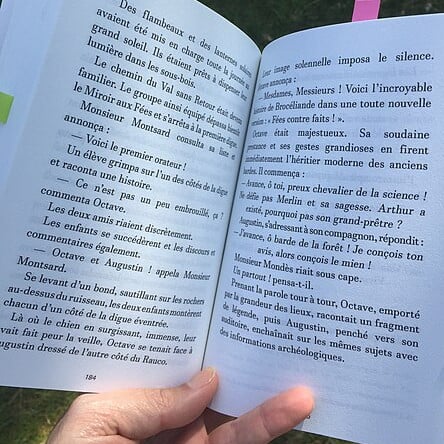 Des flambeaux et des lanternes solaires
avaient été mis en charge toute la journée au
grand soleil. Ils étaient prêts à dispenser leur
lumière dans les sous-bois.
Le chemin du Val sans Retour était devenu
familier. Le groupe ainsi équipé dépassa bientôt
le Miroir aux Fées et s'arrêta à la première digue.
Monsieur Montsard consulta sa liste et
annonça :
— Voici le premier orateur !
Un élève grimpa sur l'un des côtés de la digue
et raconta une histoire.
— Ce n'est pas un peu embrouillé, ça ?
commenta Octave.
Les deux amis riaient discrètement.
Les enfants se succédèrent et les discours et
commentaires également.
— Octave et Augustin ! appela Monsieur
Montsard.
Se levant d'un bond, sautillant sur les rochers
au-dessus du ruisseau, les deux enfants montèrent
chacun d'un côté de la digue éventrée.
Là où le chien en surgissant, immense, leur
avait fait peur la veille, Octave se tenait face à
Augustin dressé de l'autre côté du Rauco.
184
Leur image solennelle imposa le silence.
annonça :
Mesdames, Messieurs ! Voici l'incroyable
histoire de Brocéliande dans une toute nouvelle
version : « Fées contre faits ! ».
Octave était majestueux. Sa soudaine
et ses gestes grandioses en firent
immédiatement l'héritier moderne des anciens
bardes. Il commença :
— Avance, ô toi, preux chevalier de la science !
Ne défie pas Merlin et sa sagesse. Arthur a
existé, pourquoi pas son grand-prêtre ?
Augustin, s'adressant à son compagnon, répondit :
— J'avance, ô barde de la forêt ! Je conçois ton
avis, alors conçois le mien !
Monsieur Mondès riait sous cape.
Un partout ! pensa-t-il.
Prenant la parole tour à tour, Octave, emporté
par la grandeur des lieux, racontait un fragment
de légende, puis Augustin, penché vers son
auditoire, enchaînait sur les mêmes sujets avec
des informations archéologiques.